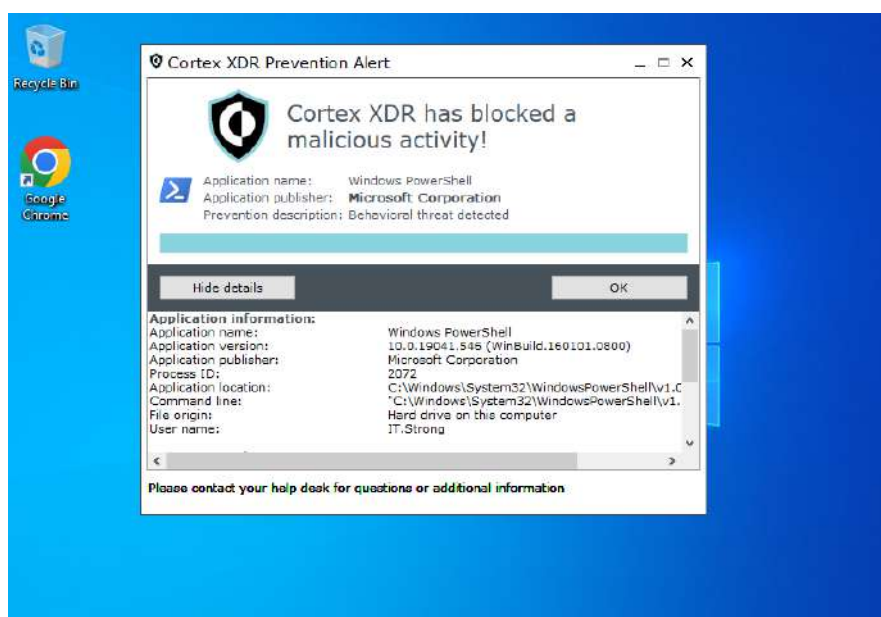 Recycle Bin
Google
Chrome
Cortex XDR Prevention Alert
Cortex XDR has blocked a
malicious activity!
Application name: Windows PowerShell
Application publisher: Microsoft Corporation
Prevention description: Behavioral threat detected
Hide details
OK
Application information:
Application name: Windows PowerShell
Application version: 10.0.19041.546 (WinBuild.160101.0800)
Application publisher: Microsoft Corporation
Process ID: 2072
Application location: C:\Windows\System32\WindowsPowerShell\v1.0
Command line: "C:\Windows\System32\WindowsPowerShell\v1.
File origin: Hard drive on this computer
User name: IT.Strong
Please contact your help desk for questions or additional information